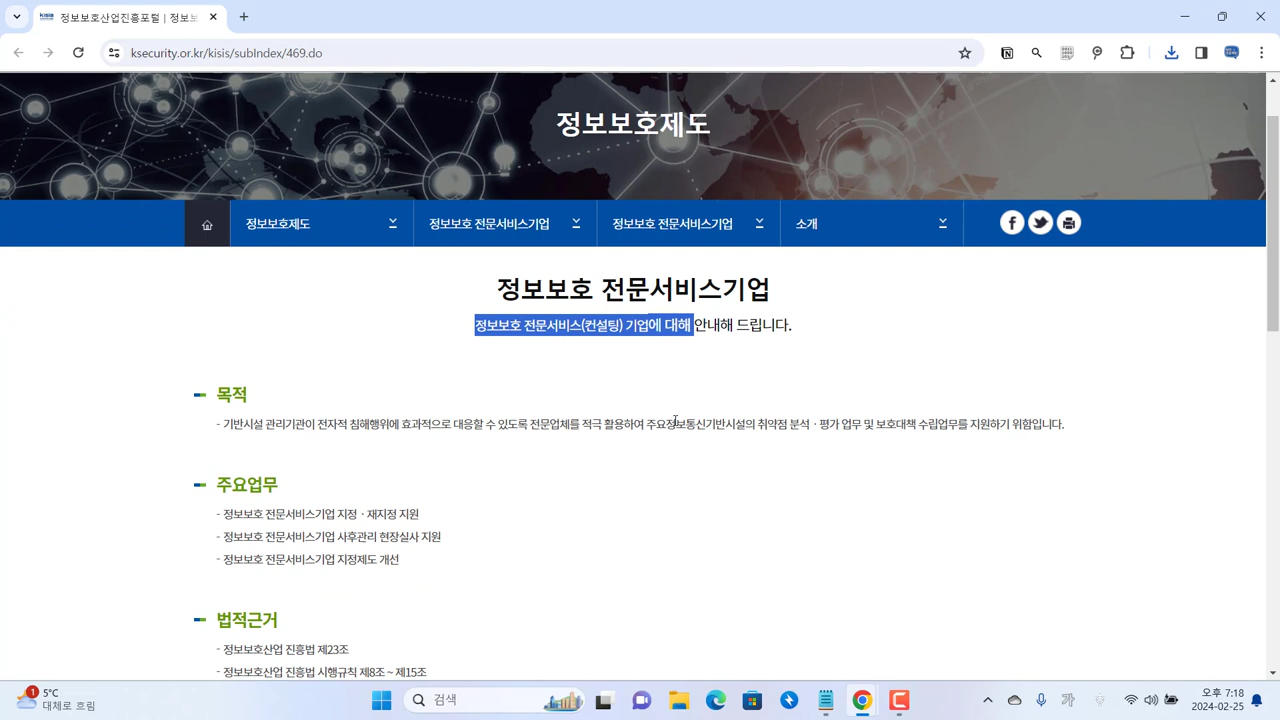 kisia 정보보호산업진흥포털 | 정보보
ksecurity.or.kr/kisis/subIndex/469.do
정보보호제도
정보보호제도 정보보호 전문서비스기업 정보보호 전문서비스기업 소개
정보보호 전문서비스기업
정보보호 전문서비스(컨설팅) 기업에 대해 안내해 드립니다.
목적
- 기반시설 관리기관이 전자적 침해행위에 효과적으로 대응할 수 있도록 전문업체를 적극 활용하여 주요정보통신기반시설의 취약점 분석ㆍ평가 업무 및 보호대책 수립업무를 지원하기 위함입니다.
주요업무
- 정보보호 전문서비스기업 지정ㆍ재지정 지원
- 정보보호 전문서비스기업 사후관리 현장실사 지원
- 정보보호 전문서비스기업 지정제도 개선
법적근거
- 정보보호산업 진흥법 제23조
- 정보보호산업 진흥법 시행규칙 제8조 ~ 제15조
1 5°C
대체로 흐림
검색
가
오후 7:18
2024-02-25